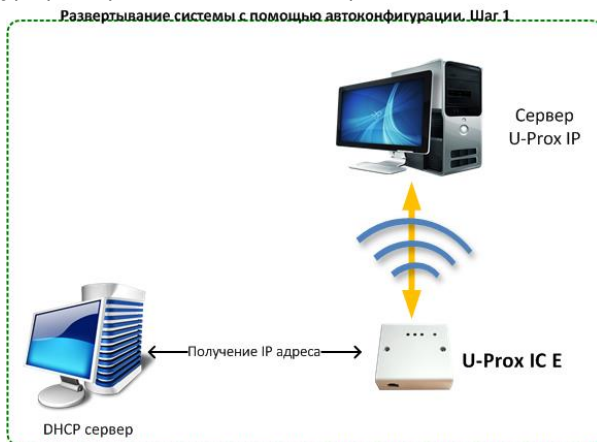 Развертывание системы с помощью автоконфигурации. Шаг 1
Сервер
U-Prox IP
Получение IP адреса
U-Prox IC E
DHCP сервер